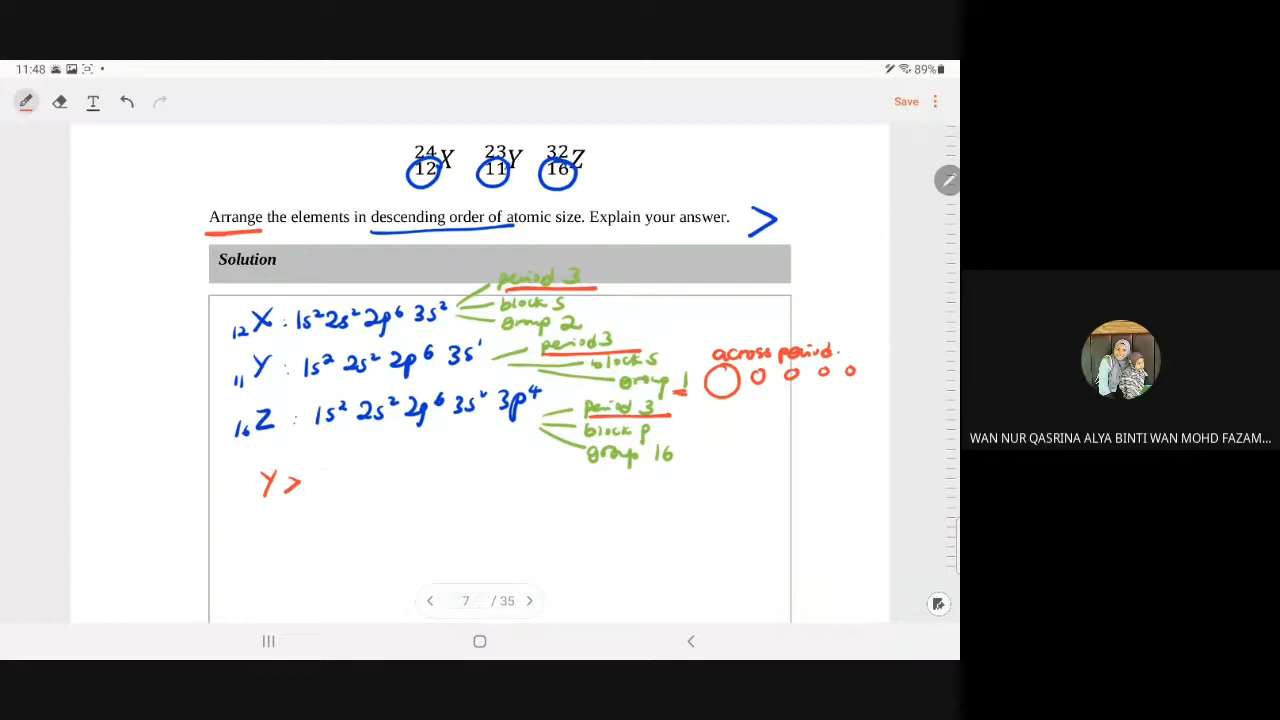 11:48 89%
T Save
24 12 X 23 11 Y 32 16 Z
Arrange the elements in descending order of atomic size. Explain your answer. >
Solution
period 3
12 X : 1s² 2s² 2p⁶ 3s² block s
group 2
period 3
11 Y : 1s² 2s² 2p⁶ 3s¹ block s
group 1
across period.
16 Z : 1s² 2s² 2p⁶ 3s² 3p⁴ period 3
block p
group 16
Y >
7 / 35
WAN NUR QASRINA ALYA BINTI WAN MOHD FAZAM...